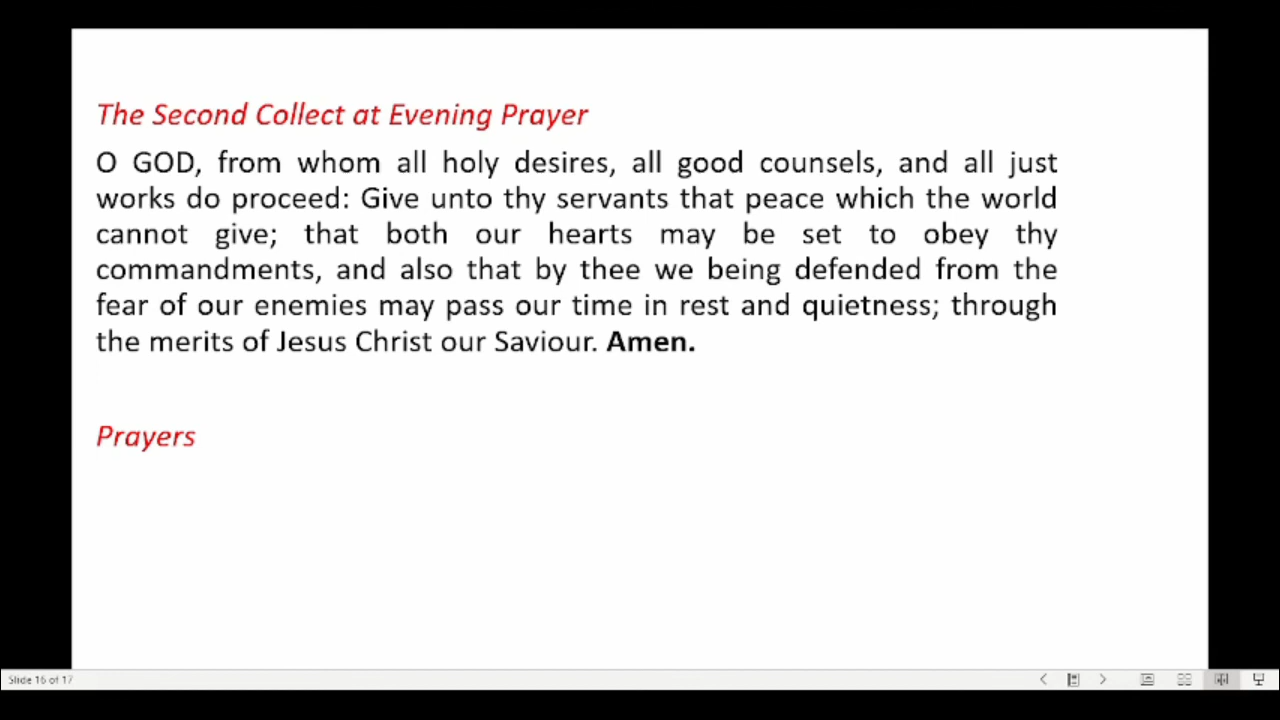 The Second Collect at Evening Prayer
O GOD, from whom all holy desires, all good counsels, and all just
works do proceed: Give unto thy servants that peace which the world
cannot give; that both our hearts may be set to obey thy
commandments, and also that by thee we being defended from the
fear of our enemies may pass our time in rest and quietness; through
the merits of Jesus Christ our Saviour. Amen.
Prayers
Slide 16 of 17